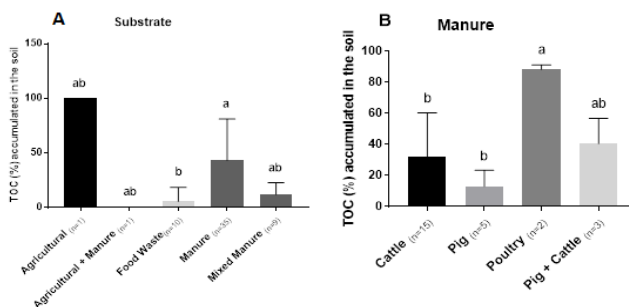 A
Substrate
TOC (%) accumulated in the soil
150
100
50
0
ab
ab
b
a
ab
Agricultural (n=1)
Agricultural + Manure (n=1)
Food Waste (n=10)
Manure (n=35)
Mixed Manure (n=9)
B
Manure
TOC (%) accumulated in the soil
100
80
60
40
20
0
b
b
a
ab
Cattle (n=15)
Pig (n=5)
Poultry (n=2)
Pig + Cattle (n=3)